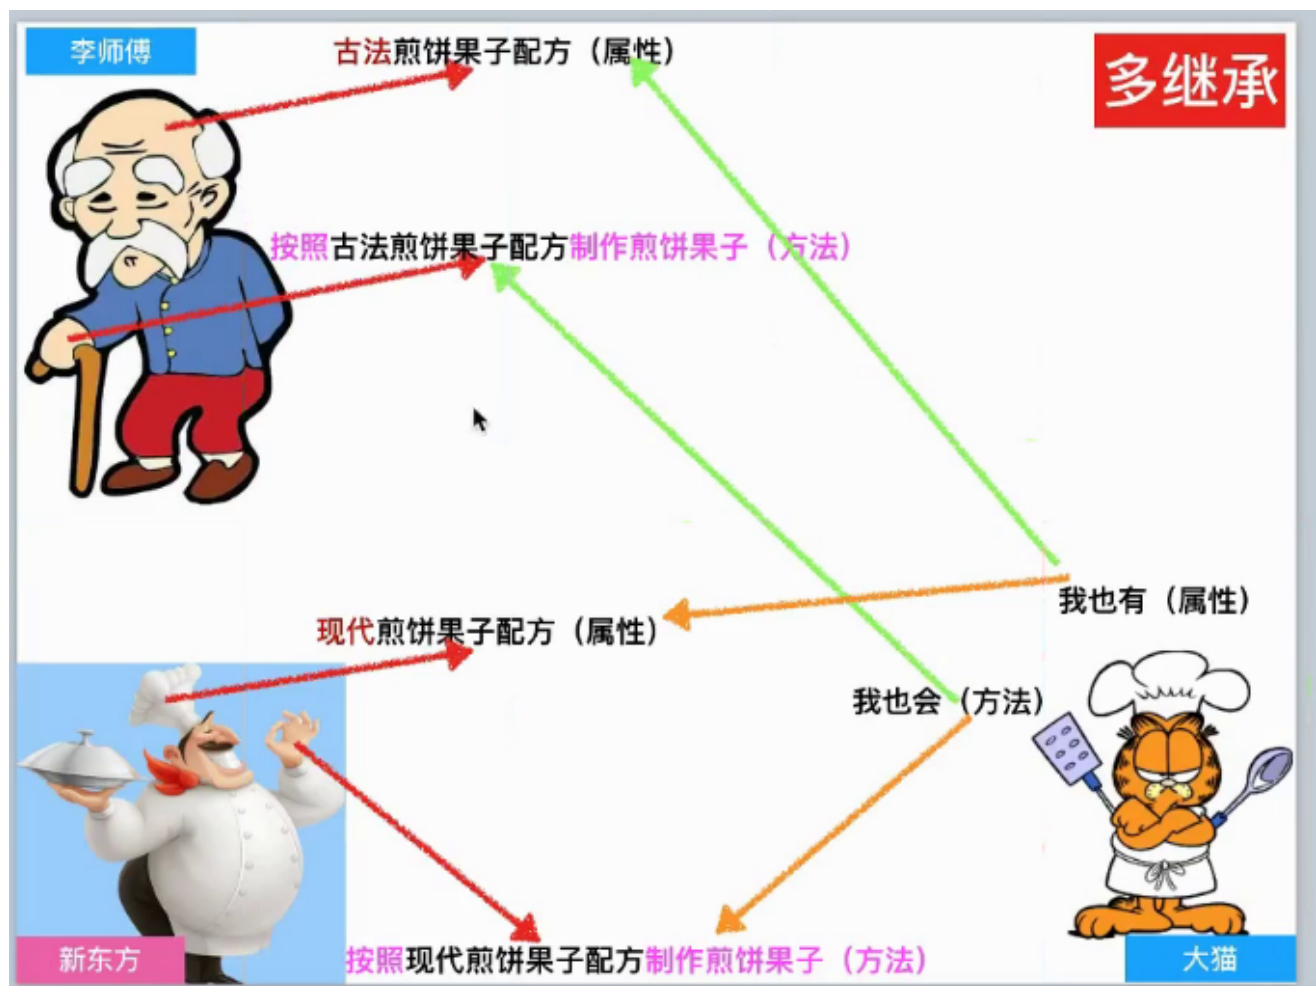 李师傅
古法煎饼果子配方（属性）
多继承
按照古法煎饼果子配方制作煎饼果子（方法）
我也有（属性）
现代煎饼果子配方（属性）
我也会（方法）
新东方
按照现代煎饼果子配方制作煎饼果子（方法）
大猫